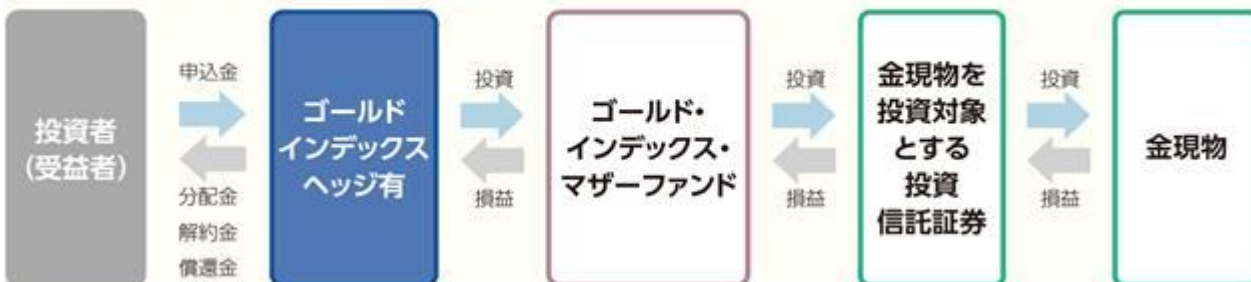 投資者
(受益者)
申込金
分配金
解約金
償還金
ゴールド
インデックス
ヘッジ有
投資
損益
ゴールド・
インデックス・
マザーファンド
投資
損益
金現物を
投資対象
とする
投資
信託証券
投資
損益
金現物